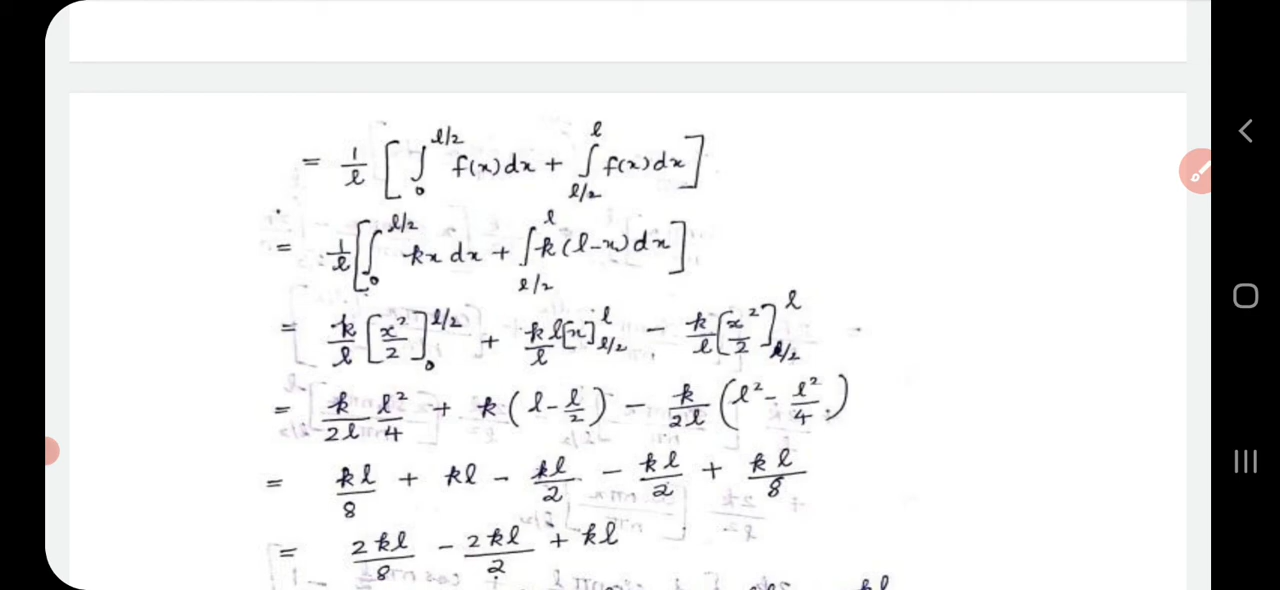 = 1/l [ ∫₀^{l/2} f(x) dx + ∫_{l/2}^{l} f(x) dx ]
= 1/l [ ∫₀^{l/2} kx dx + ∫_{l/2}^{l} k(l-x) dx ]
= k/l [x²/2]₀^{l/2} + kl/l [x]_{l/2}^{l} - k/l [x²/2]_{l/2}^{l}
= k/2l l²/4 + k( l - l/2 ) - k/2l ( l² - l²/4 )
= kl/8 + kl - kl/2 - kl/2 + kl/8
= 2kl/8 - 2kl/2 + kl